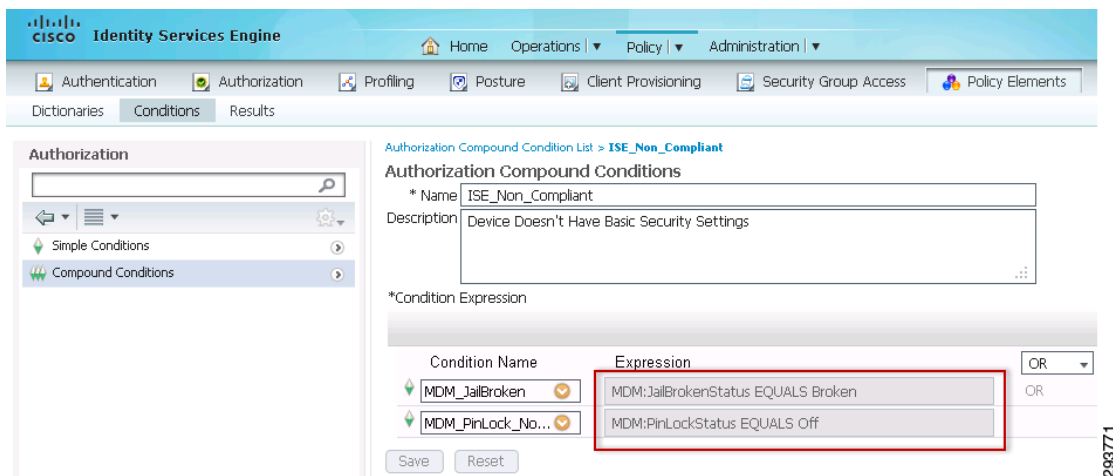 cisco Identity Services Engine
Home Operations | ▼ Policy | ▼ Administration | ▼
Authentication Authorization Profiling Posture Client Provisioning Security Group Access Policy Elements
Dictionaries Conditions Results
Authorization
Simple Conditions
Compound Conditions
Authorization Compound Condition List > ISE_Non_Compliant
Authorization Compound Conditions
* Name ISE_Non_Compliant
Description Device Doesn't Have Basic Security Settings
*Condition Expression
Condition Name Expression OR
MDM_JailBroken MDM:JailBrokenStatus EQUALS Broken OR
MDM_PinLock_No... MDM:PinLockStatus EQUALS Off
Save Reset
293771